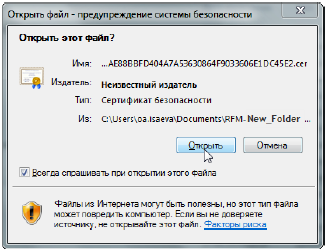 Открыть файл - предупреждение системы безопасности
Открыть этот файл?
Имя: ...AE88BBFD404A7A53630864F9033606E1DC45E2.cer
Издатель: Неизвестный издатель
Тип: Сертификат безопасности
Из: C:\Users\oa.isaeva\Documents\RFM-New_Folder ...
Открыть Отмена
Всегда спрашивать при открытии этого файла
Файлы из Интернета могут быть полезны, но этот тип файла
может повредить компьютер. Если вы не доверяете
источнику, не открывайте этот файл. Факторы риска